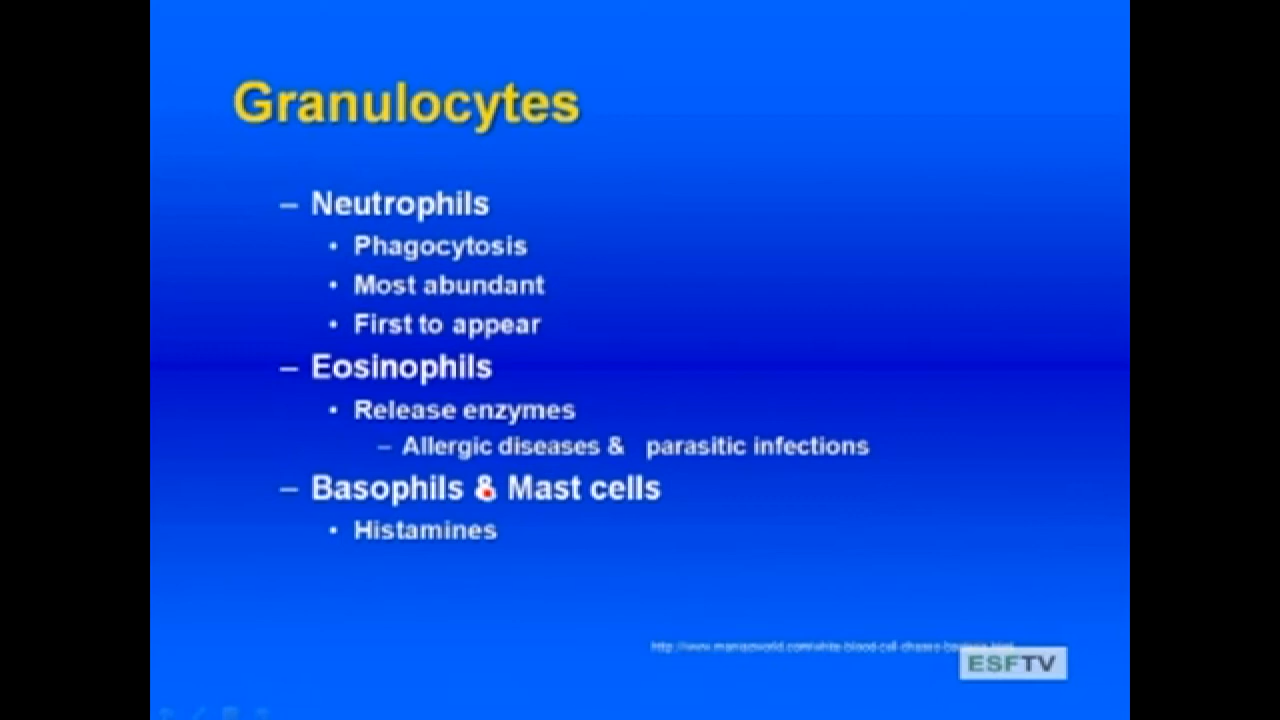 Granulocytes
– Neutrophils
• Phagocytosis
• Most abundant
• First to appear
– Eosinophils
• Release enzymes
– Allergic diseases & parasitic infections
– Basophils & Mast cells
• Histamines
ESFTV